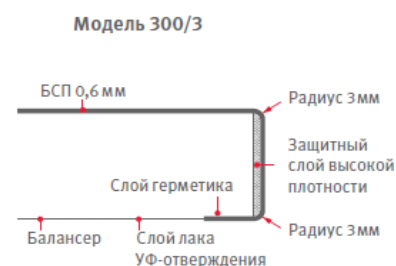 Модель 300/3
БСП 0,6 мм
Радиус 3мм
Защитный
слой высокой
плотности
Слой герметика
Радиус 3мм
Балансер
Слой лака
УФ-отверждения